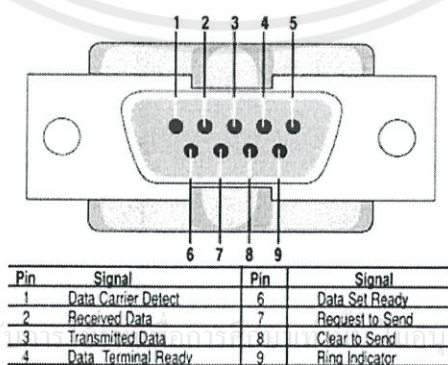 1 2 3 4 5
6 7 8 9
Pin Signal Pin Signal
1 Data Carrier Detect 6 Data Set Ready
2 Received Data 7 Request to Send
3 Transmitted Data 8 Clear to Send
4 Data Terminal Ready 9 Ring Indicator